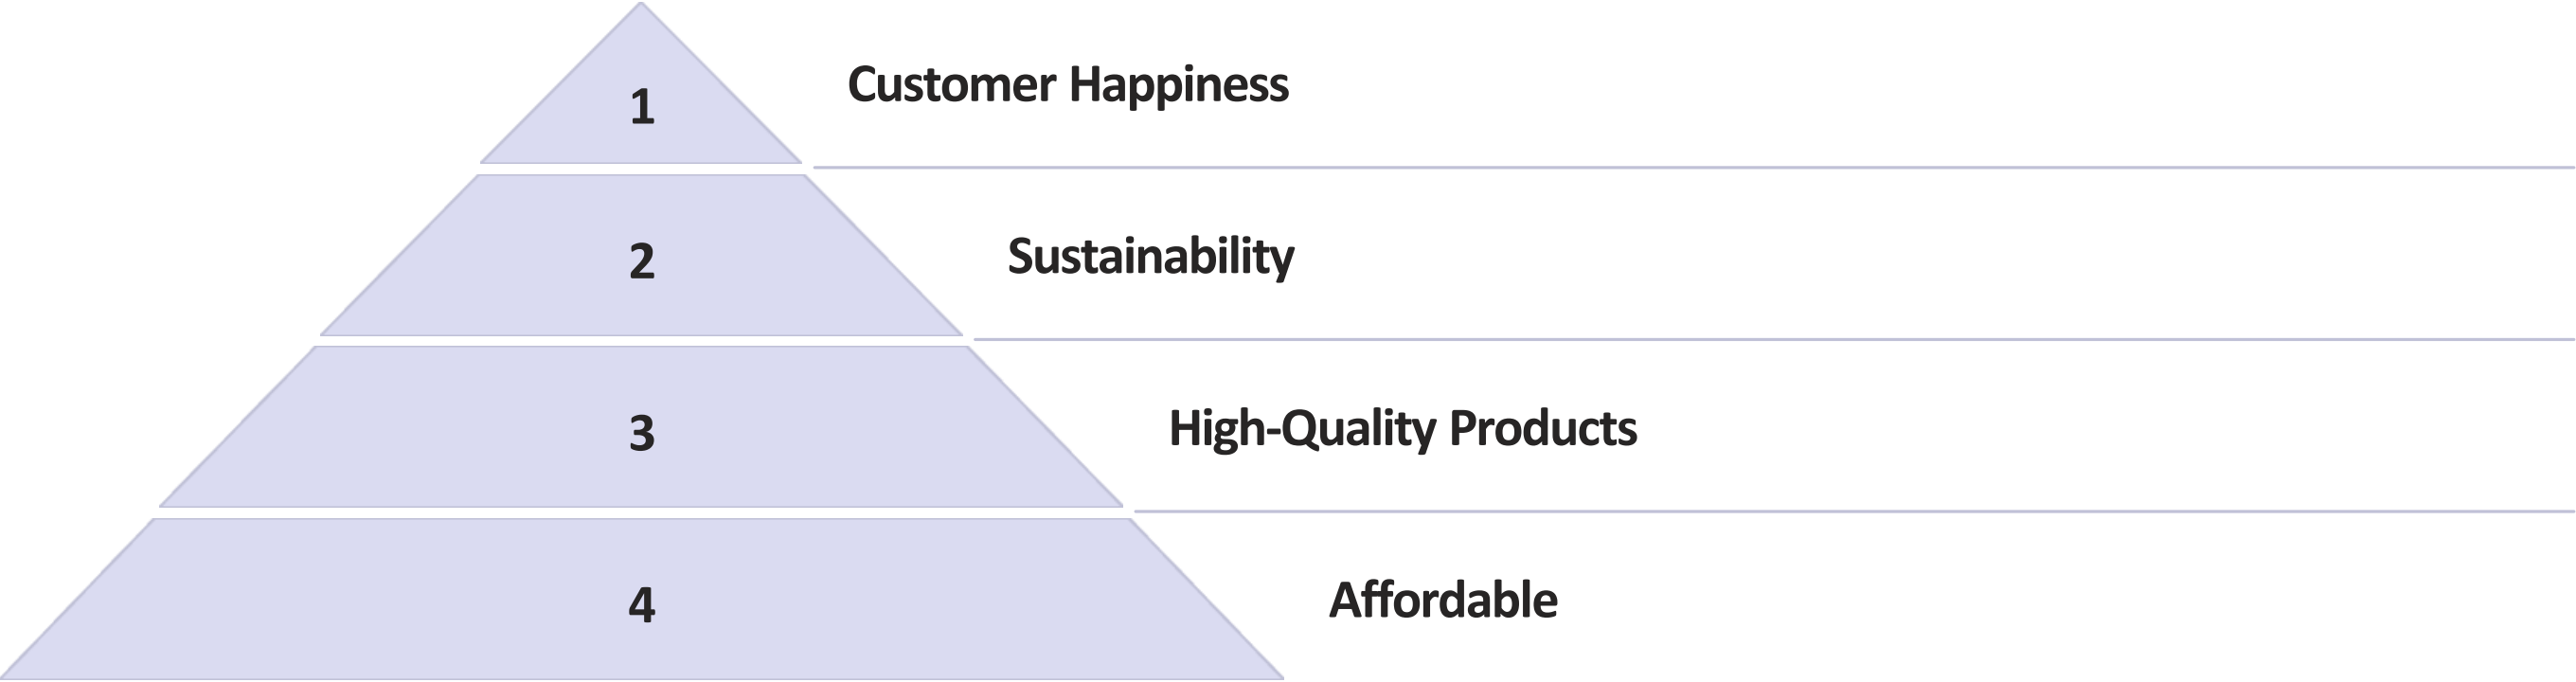 1
Customer Happiness
2
Sustainability
3
High-Quality Products
4
Affordable